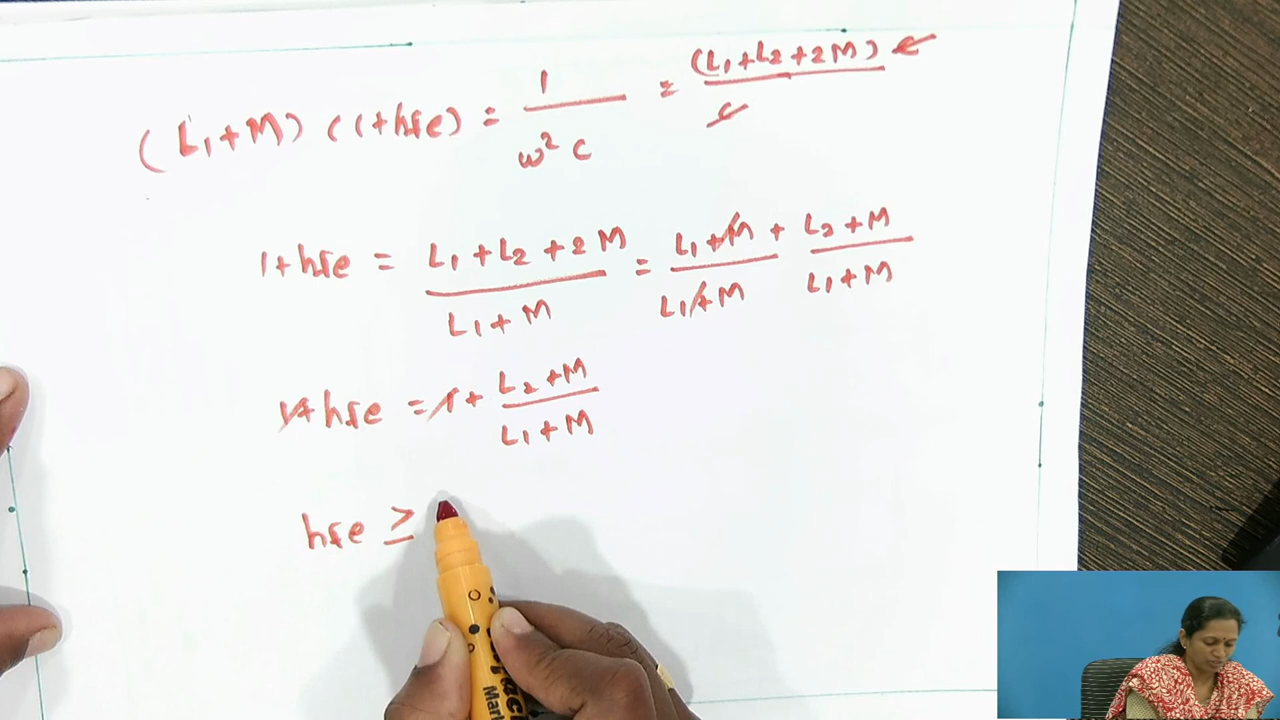 (L₁+M) (1+hfe) = 1/(ω² C) = (L₁+L₂+2M) C/C
1+hfe = (L₁+L₂+2M)/(L₁+M) = (L₁+M)/(L₁+M) + (L₂+M)/(L₁+M)
1+hfe = 1+ (L₂+M)/(L₁+M)
hfe ≥